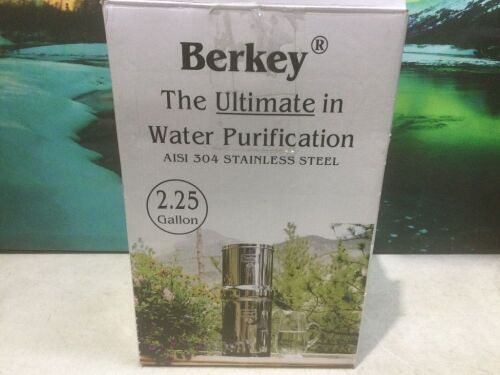 Berkey®
The Ultimate in
Water Purification
AISI 304 STAINLESS STEEL
2.25
Gallon